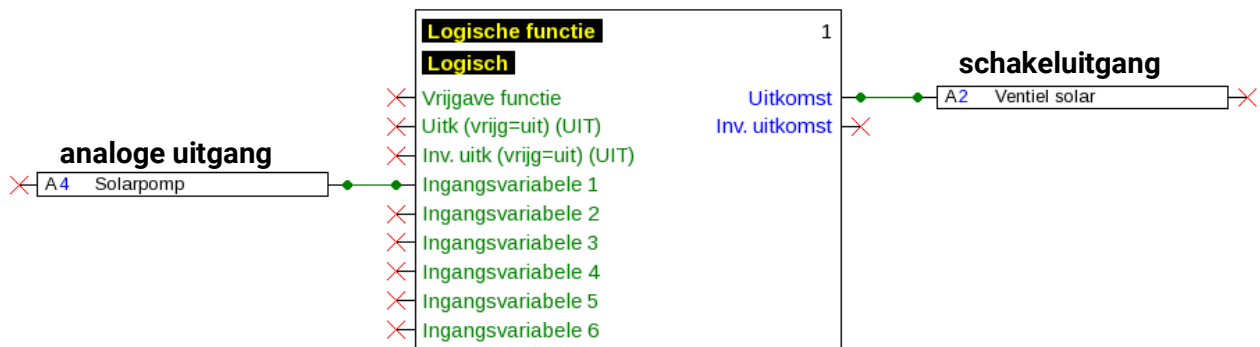 Logische functie 1
Logisch
schakeluitgang
Vrijgave functie Uitkomst A2 Ventiel solar
Uitk (vrijg=uit) (UIT) Inv. uitkomst
analoge uitgang
Inv. uitk (vrijg=uit) (UIT)
A4 Solarpomp Ingangsvariabele 1
Ingangsvariabele 2
Ingangsvariabele 3
Ingangsvariabele 4
Ingangsvariabele 5
Ingangsvariabele 6